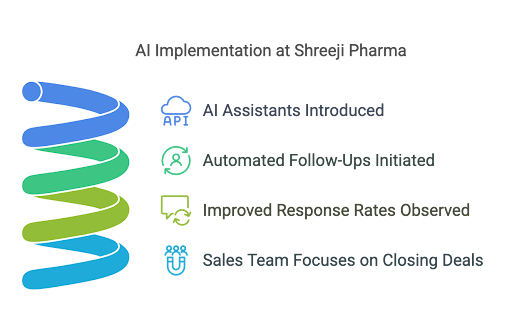 AI Implementation at Shreeji Pharma
API
AI Assistants Introduced
Automated Follow-Ups Initiated
Improved Response Rates Observed
Sales Team Focuses on Closing Deals